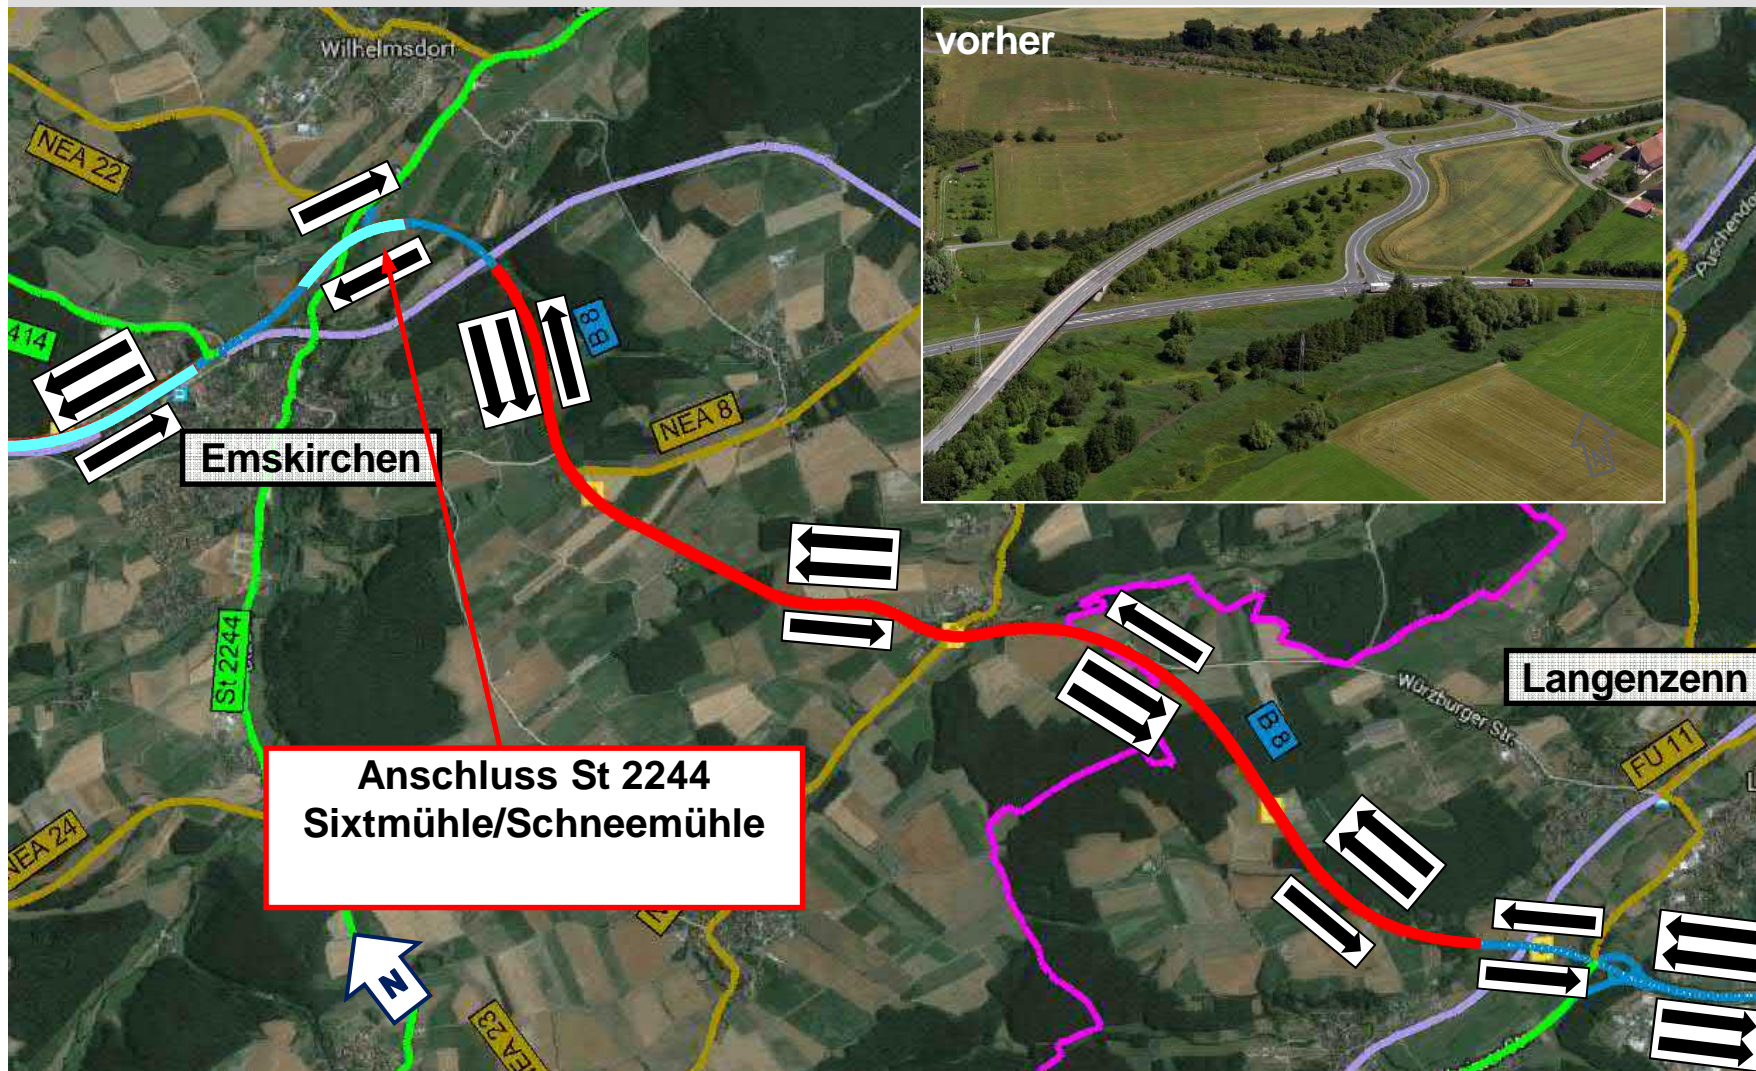 vorher
Wilhelmsdorf
NEA 22
414
B 8
Emskirchen
NEA 8
St 2244
Langenzenn
Würzburger Str.
B 8
FU 11
Anschluss St 2244
Sixtmühle/Schneemühle
NEA 24
N
NEA 23